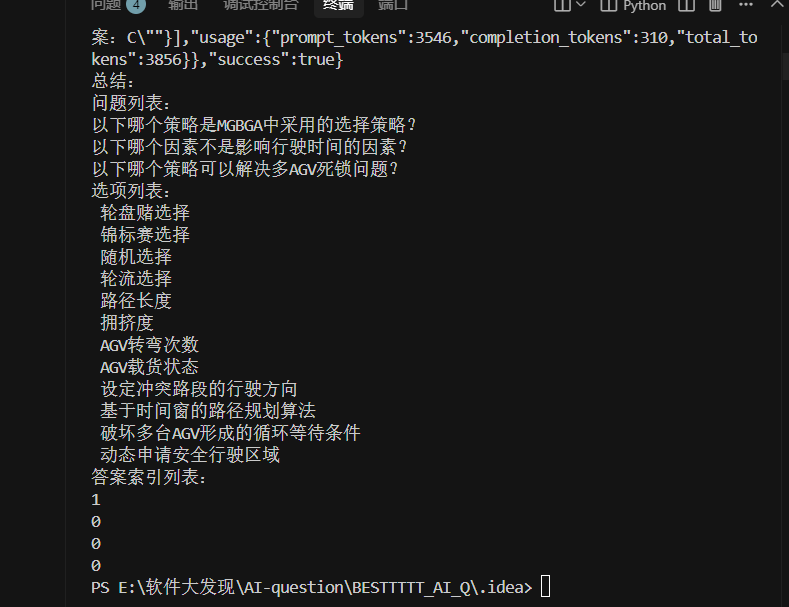 问题 4 输出 调试控制台 终端 端口 Python
案: C\""}],"usage":{"prompt_tokens":3546,"completion_tokens":310,"total_to
kens":3856}},"success":true}
总结:
问题列表:
以下哪个策略是MGBGA中采用的选择策略?
以下哪个因素不是影响行驶时间的因素?
以下哪个策略可以解决多AGV死锁问题?
选项列表:
轮盘赌选择
锦标赛选择
随机选择
轮流选择
路径长度
拥挤度
AGV转弯次数
AGV载货状态
设定冲突路段的行驶方向
基于时间窗的路径规划算法
破坏多台AGV形成的循环等待条件
动态申请安全行驶区域
答案索引列表:
1
0
0
0
PS E:\软件大发现\AI-question\BESTTTTT_AI_Q\.idea>